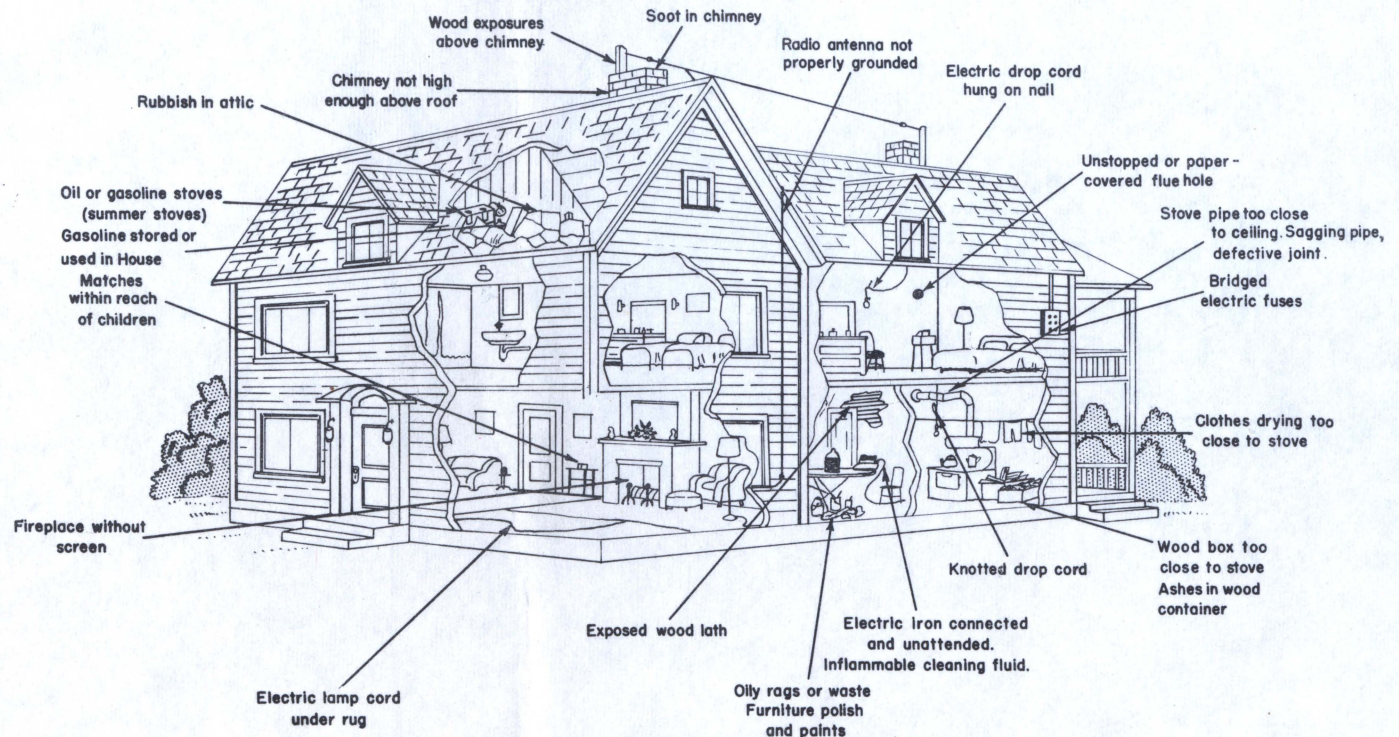 Wood exposures
above chimney
Soot in chimney
Radio antenna not
properly grounded
Electric drop cord
hung on nail
Chimney not high
enough above roof
Rubbish in attic
Unstopped or paper-
covered flue hole
Oil or gasoline stoves
(summer stoves)
Gasoline stored or
used in House
Stove pipe too close
to ceiling. Sagging pipe,
defective joint.
Matches
within reach
of children
Bridged
electric fuses
Clothes drying too
close to stove
Fireplace without
screen
Wood box too
close to stove
Ashes in wood
container
Knotted drop cord
Exposed wood lath
Electric iron connected
and unattended.
Inflammable cleaning fluid.
Electric lamp cord
under rug
Oily rags or waste
Furniture polish
and paints